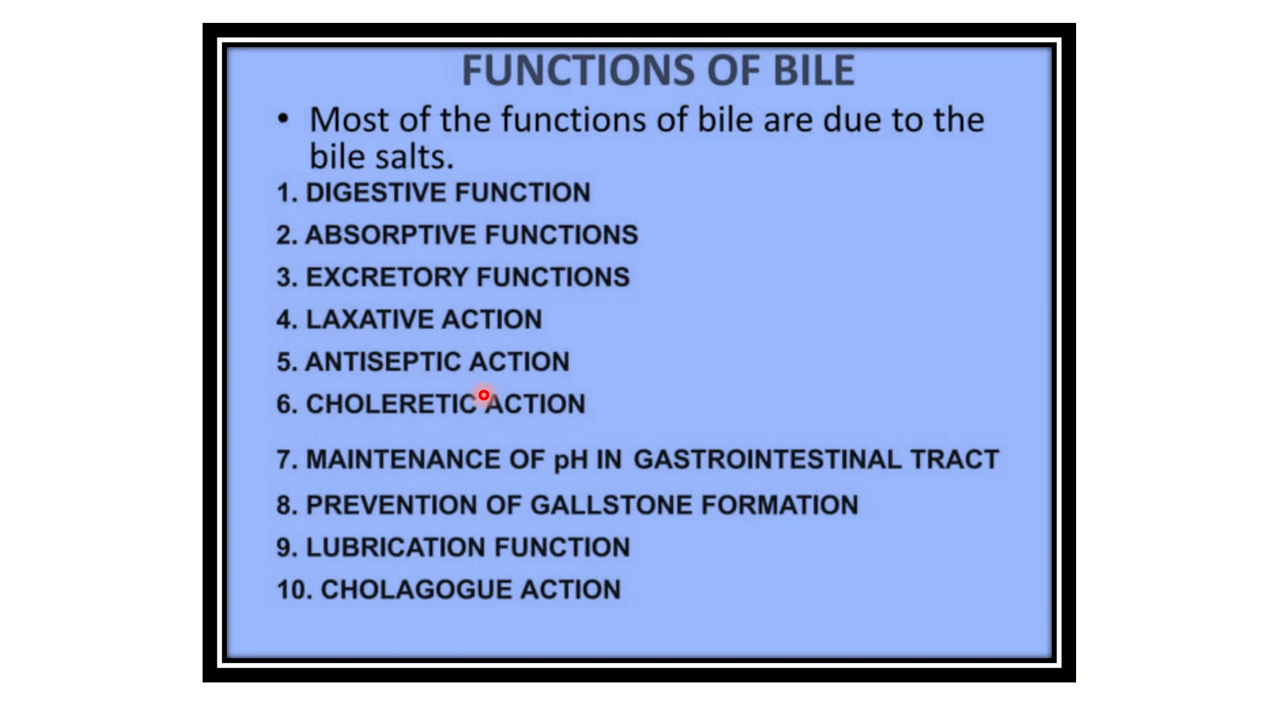 FUNCTIONS OF BILE
• Most of the functions of bile are due to the
bile salts.
1. DIGESTIVE FUNCTION
2. ABSORPTIVE FUNCTIONS
3. EXCRETORY FUNCTIONS
4. LAXATIVE ACTION
5. ANTISEPTIC ACTION
6. CHOLERETIC ACTION
7. MAINTENANCE OF pH IN GASTROINTESTINAL TRACT
8. PREVENTION OF GALLSTONE FORMATION
9. LUBRICATION FUNCTION
10. CHOLAGOGUE ACTION